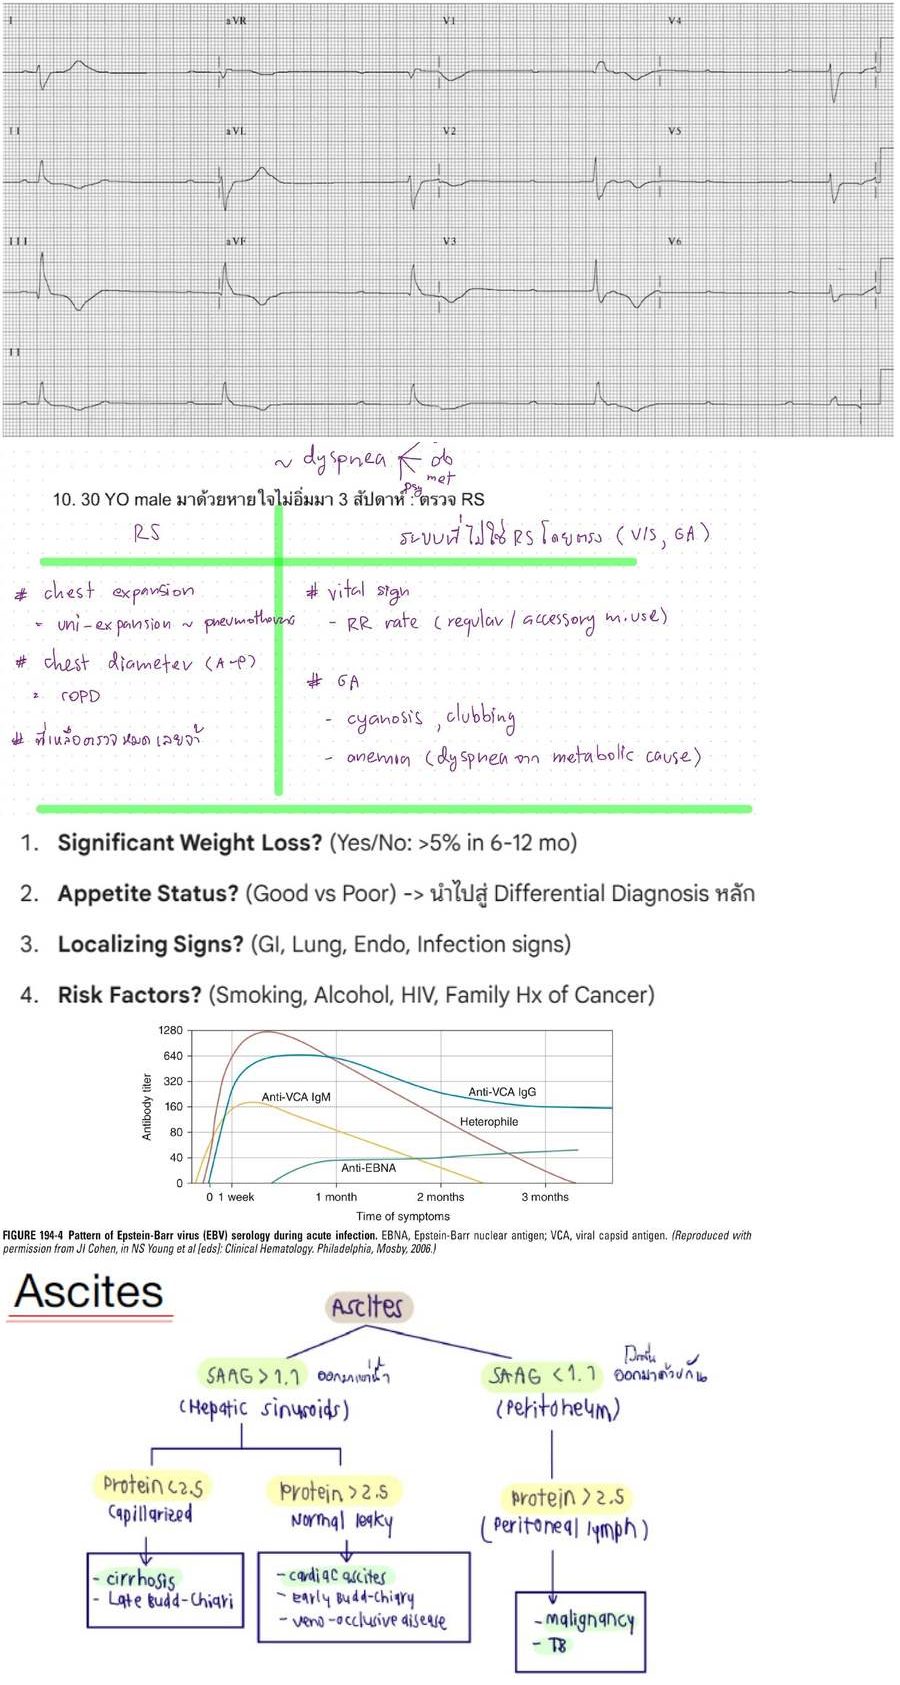 I aVR V1 V4
II aVL V2 V5
III aVF V3 V6
II
~ dyspnea ob
met
psy
10. 30 YO male มาด้วยหายใจไม่อิ่มมา 3 สัปดาห์ : ตรวจ RS
RS
ระบบที่ไม่ใช่ RS โดยตรง (V/S, GA)
# chest expansion
- uni-expansion ~ pneumothorax
# chest diameter (A-P)
COPD
# ที่เหลือตรวจหมดเลยจ้า
# vital sign
- RR rate (regular / accessory m. use)
# GA
- cyanosis, clubbing
- anemia (dyspnea จาก metabolic cause)
1. Significant Weight Loss? (Yes/No: >5% in 6-12 mo)
2. Appetite Status? (Good vs Poor) -> นำไปสู่ Differential Diagnosis หลัก
3. Localizing Signs? (GI, Lung, Endo, Infection signs)
4. Risk Factors? (Smoking, Alcohol, HIV, Family Hx of Cancer)
Antibody titer
1280
640
320
160
80
40
0
Anti-VCA IgM
Anti-VCA IgG
Heterophile
Anti-EBNA
0 1 week 1 month 2 months 3 months
Time of symptoms
FIGURE 194-4 Pattern of Epstein-Barr virus (EBV) serology during acute infection. EBNA, Epstein-Barr nuclear antigen; VCA, viral capsid antigen. (Reproduced with
permission from JI Cohen, in NS Young et al [eds]: Clinical Hematology. Philadelphia, Mosby, 2006.)
Ascites
Ascites
SAAG > 1.1
(Hepatic sinusoids)
SAAG < 1.1
(Peritoneum)
Protein < 2.5
Capillarized
- cirrhosis
- Late Budd-Chiari
protein > 2.5
Normal leaky
- cardiac ascites
- early Budd-chiary
- veno-occlusive disease
protein > 2.5
(Peritoneal lymph)
- malignancy
- TB